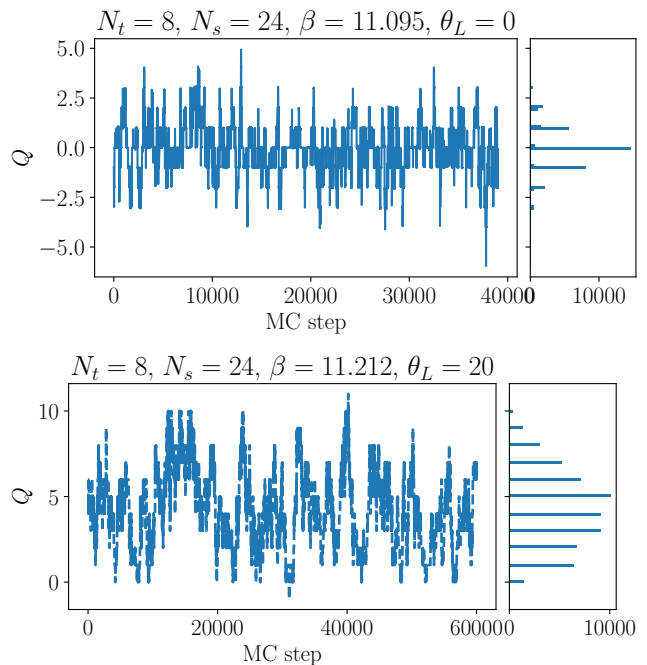 N_t = 8, N_s = 24, β = 11.095, θ_L = 0
5.0
2.5
0.0
−2.5
−5.0
Q
0 10000 20000 30000 40000
0 10000
MC step
N_t = 8, N_s = 24, β = 11.212, θ_L = 20
10
5
0
Q
0 20000 40000 60000
0 10000
MC step